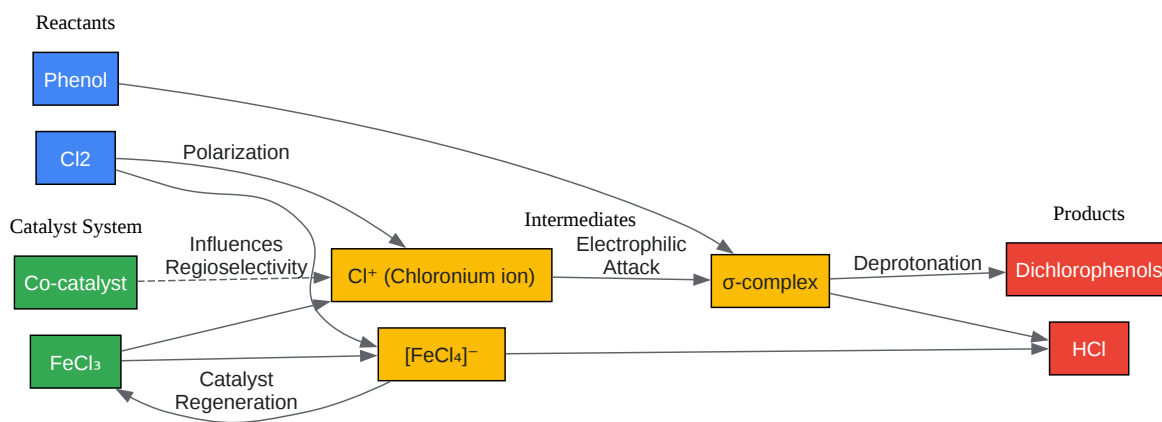 Reactants
Phenol
Cl2
Polarization
Catalyst System
Co-catalyst
Influences
Regioselectivity
FeCl₃
Catalyst
Regeneration
Intermediates
Cl⁺ (Chloronium ion)
[FeCl₄]⁻
Electrophilic
Attack
σ-complex
Deprotonation
Products
Dichlorophenols
HCl